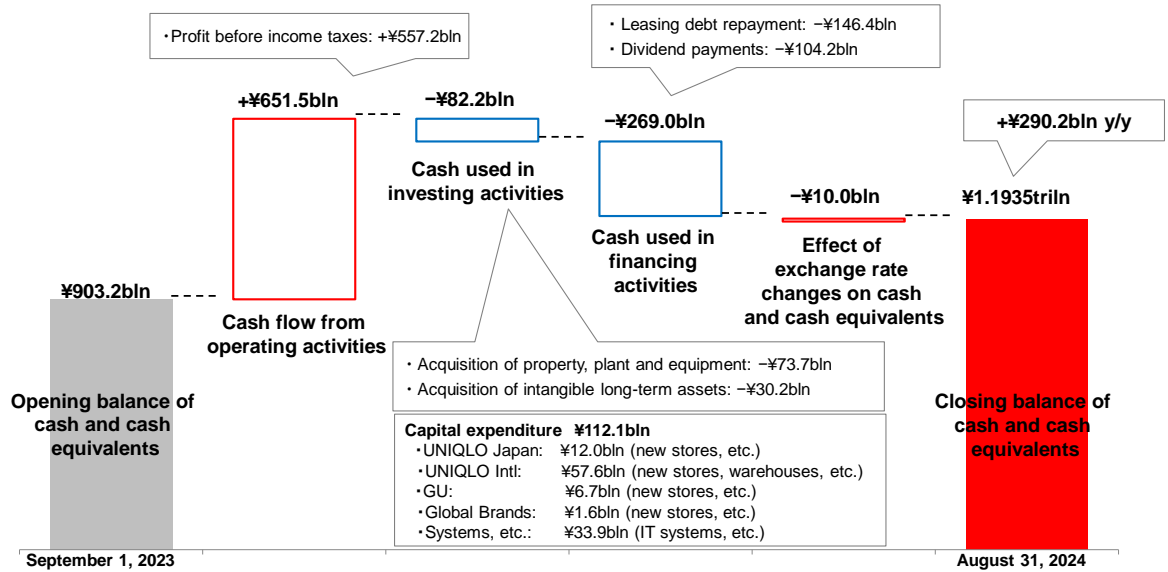 ・Profit before income taxes: +¥557.2bln
・Leasing debt repayment: −¥146.4bln
・Dividend payments: −¥104.2bln
+¥290.2bln y/y
¥903.2bln
Opening balance of
cash and cash
equivalents
+¥651.5bln
Cash flow from
operating activities
−¥82.2bln
Cash used in
investing activities
−¥269.0bln
Cash used in
financing
activities
−¥10.0bln
Effect of
exchange rate
changes on cash
and cash equivalents
¥1.1935trlln
Closing balance of
cash and cash
equivalents
・Acquisition of property, plant and equipment: −¥73.7bln
・Acquisition of intangible long-term assets: −¥30.2bln
Capital expenditure ¥112.1bln
・UNIQLO Japan: ¥12.0bln (new stores, etc.)
・UNIQLO Intl: ¥57.6bln (new stores, warehouses, etc.)
・GU: ¥6.7bln (new stores, etc.)
・Global Brands: ¥1.6bln (new stores, etc.)
・Systems, etc.: ¥33.9bln (IT systems, etc.)
September 1, 2023
August 31, 2024